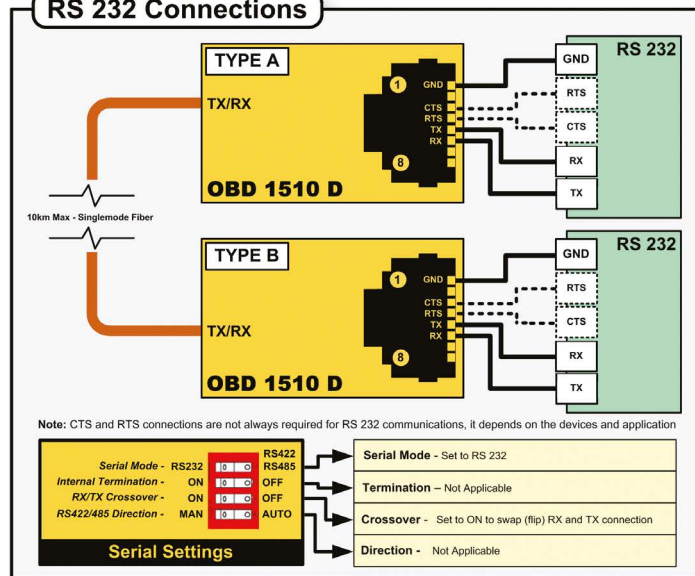 RS 232 Connections
TYPE A
TX/RX
OBD 1510 D
1
8
GND
CTS
RTS
TX
RX
RS 232
GND
RTS
CTS
RX
TX
10km Max - Singlemode Fiber
TYPE B
TX/RX
OBD 1510 D
1
8
GND
CTS
RTS
TX
RX
RS 232
GND
RTS
CTS
RX
TX
Note: CTS and RTS connections are not always required for RS 232 communications, it depends on the devices and application
RS422
Serial Mode - RS232 RS485
Internal Termination - ON OFF
RX/TX Crossover - ON OFF
RS422/485 Direction - MAN AUTO
Serial Settings
Serial Mode - Set to RS 232
Termination – Not Applicable
Crossover - Set to ON to swap (flip) RX and TX connection
Direction - Not Applicable